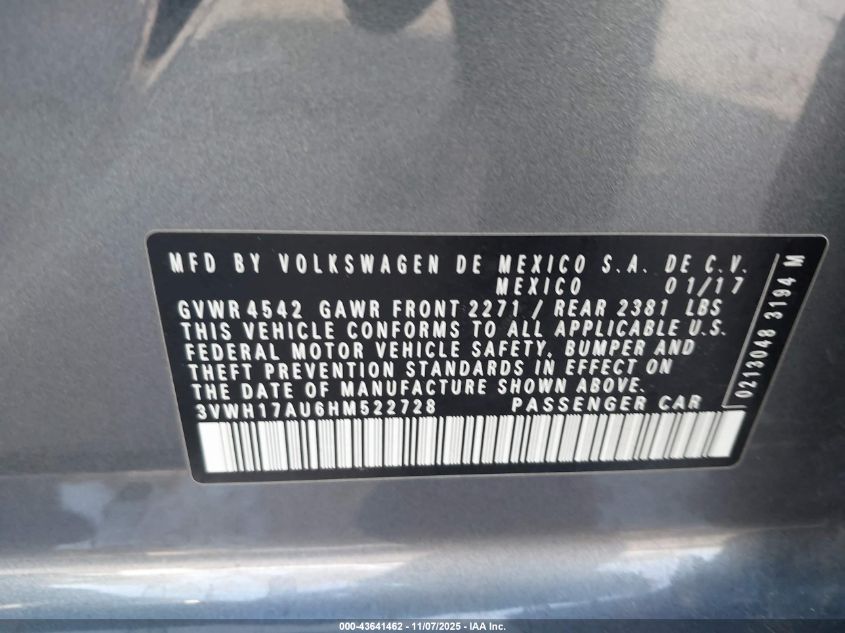 MFD BY VOLKSWAGEN DE MEXICO S.A. DE C.V.
MEXICO 01/17
GVWR 4542 GAWR FRONT 2271 / REAR 2381 LBS
THIS VEHICLE CONFORMS TO ALL APPLICABLE U.S.
FEDERAL MOTOR VEHICLE SAFETY, BUMPER AND
THEFT PREVENTION STANDARDS IN EFFECT ON
THE DATE OF MANUFACTURE SHOWN ABOVE.
3VWH17AU6HM522728 PASSENGER CAR
0213048 3194 M
000-43641462 - 11/07/2025 - IAA Inc.